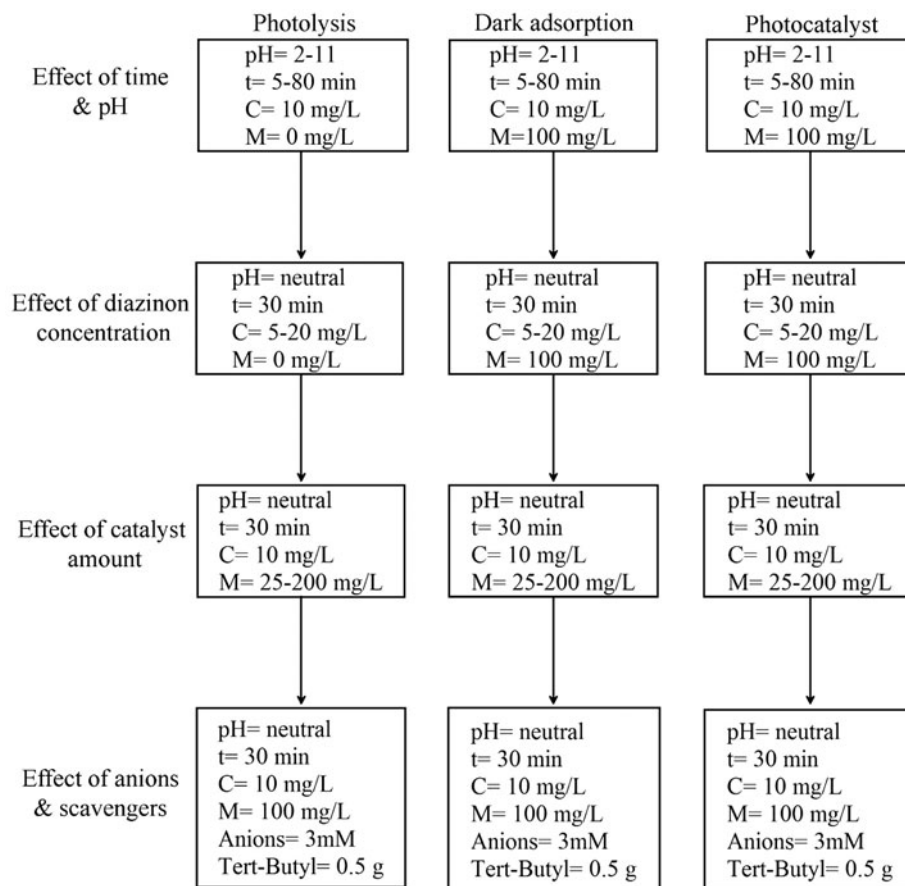 Photolysis
Dark adsorption
Photocatalyst
Effect of time
& pH
pH= 2-11
t= 5-80 min
C= 10 mg/L
M= 0 mg/L
pH= 2-11
t= 5-80 min
C= 10 mg/L
M=100 mg/L
pH= 2-11
t= 5-80 min
C= 10 mg/L
M= 100 mg/L
Effect of diazinon
concentration
pH= neutral
t= 30 min
C= 5-20 mg/L
M= 0 mg/L
pH= neutral
t= 30 min
C= 5-20 mg/L
M= 100 mg/L
pH= neutral
t= 30 min
C= 5-20 mg/L
M= 100 mg/L
Effect of catalyst
amount
pH= neutral
t= 30 min
C= 10 mg/L
M= 25-200 mg/L
pH= neutral
t= 30 min
C= 10 mg/L
M= 25-200 mg/L
pH= neutral
t= 30 min
C= 10 mg/L
M= 25-200 mg/L
Effect of anions
& scavengers
pH= neutral
t= 30 min
C= 10 mg/L
M= 100 mg/L
Anions= 3mM
Tert-Butyl= 0.5 g
pH= neutral
t= 30 min
C= 10 mg/L
M= 100 mg/L
Anions= 3mM
Tert-Butyl= 0.5 g
pH= neutral
t= 30 min
C= 10 mg/L
M= 100 mg/L
Anions= 3mM
Tert-Butyl= 0.5 g